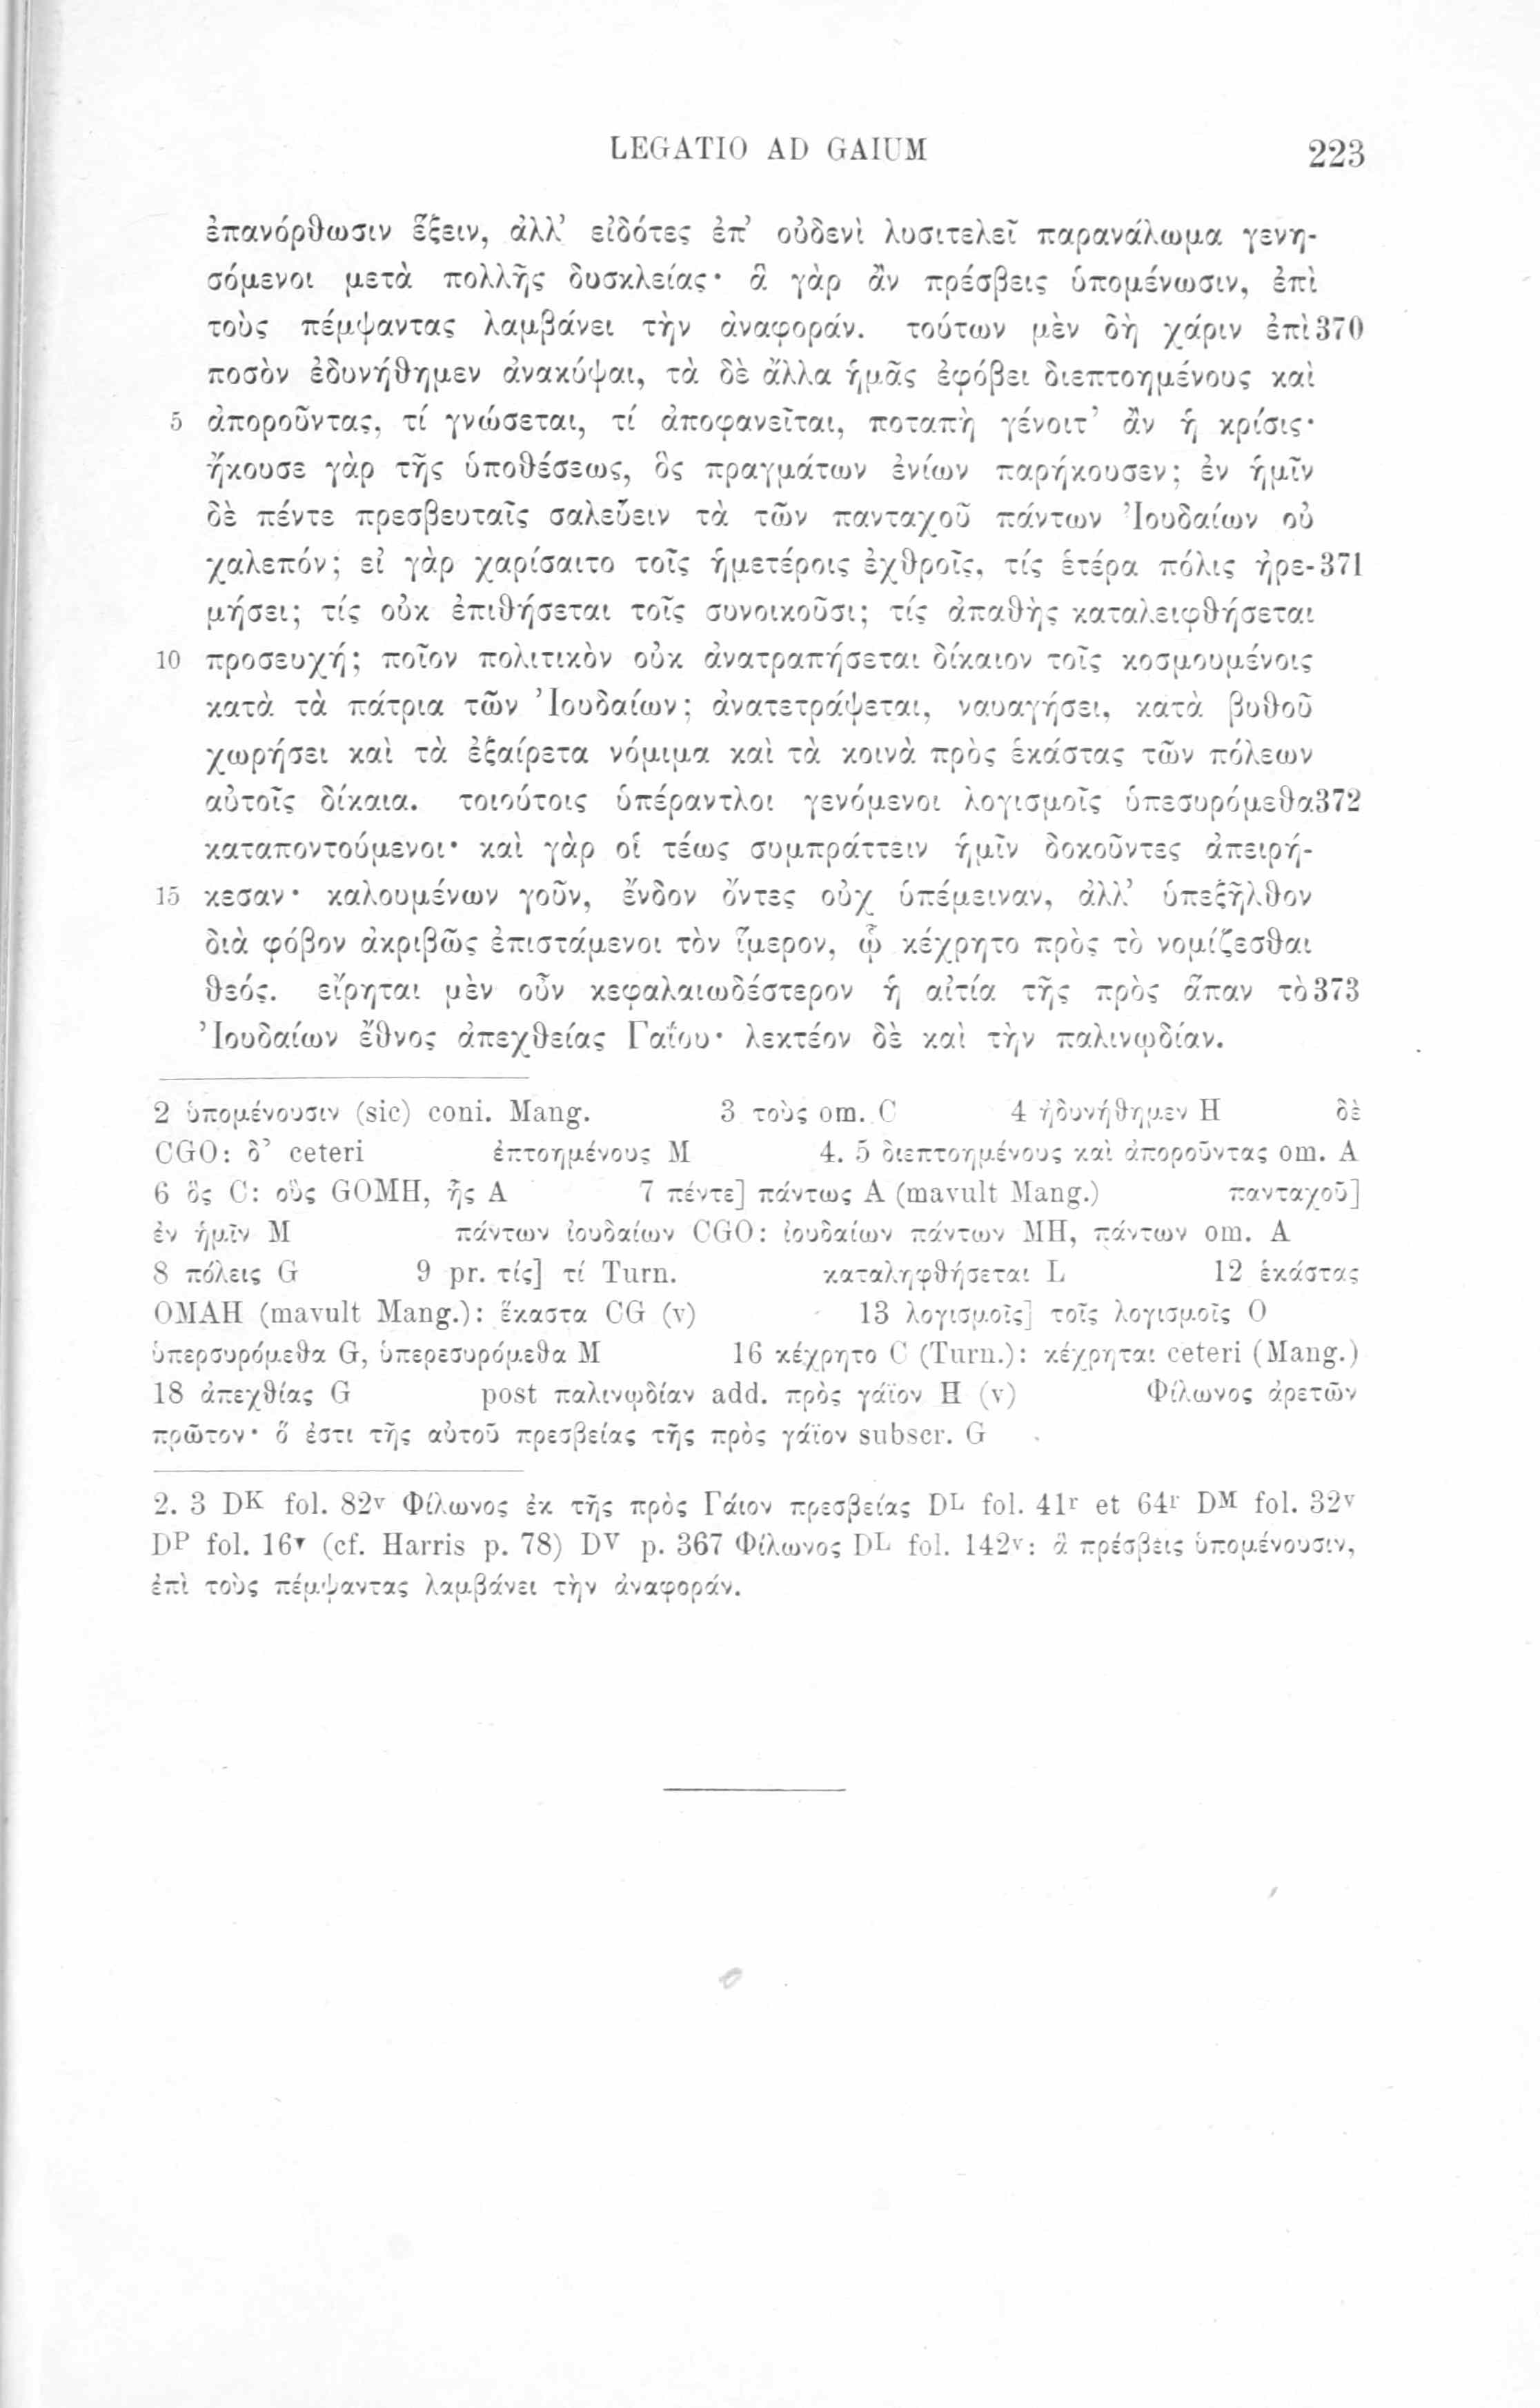 LEGATIO AD GAIUM 223
ἐπανόρθωσιν ἕξειν, ἀλλ’ εἰδότες ἐπ’ οὐδενὶ λυσιτελεῖ παρανάλωμα γενη-
σόμενοι μετὰ πολλῆς δυσκλείας· ἃ γὰρ ἂν πρέσβεις ὑπομένωσιν, ἐπὶ
τοὺς πέμψαντας λαμβάνει τὴν ἀναφοράν. τούτων μὲν δὴ χάριν ἐπὶ 370
ποσὸν ἐδυνήθημεν ἀνακύψαι, τὰ δὲ ἄλλα ἡμᾶς ἐφόβει διεπτοημένους καὶ
5 ἀποροῦντας, τί γνώσεται, τί ἀποφανεῖται, ποταπὴ γένοιτ’ ἂν ἡ κρίσις·
ἤκουσε γὰρ τῆς ὑποθέσεως, ὃς πραγμάτων ἐνίων παρήκουσεν; ἐν ἡμῖν
δὲ πέντε πρεσβευταῖς σαλεύειν τὰ τῶν πανταχοῦ πάντων Ἰουδαίων οὐ
χαλεπόν; εἰ γὰρ χαρίσαιτο τοῖς ἡμετέροις ἐχθροῖς, τίς ἑτέρα πόλις ἠρε- 371
μήσει; τίς οὐκ ἐπιθήσεται τοῖς συνοικοῦσι; τίς ἀπαθὴς καταλειφθήσεται
10 προσευχή; ποῖον πολιτικὸν οὐκ ἀνατραπήσεται δίκαιον τοῖς κοσμουμένοις
κατὰ τὰ πάτρια τῶν Ἰουδαίων; ἀνατετράψεται, ναυαγήσει, κατὰ βυθοῦ
χωρήσει καὶ τὰ ἐξαίρετα νόμιμα καὶ τὰ κοινὰ πρὸς ἑκάστας τῶν πόλεων
αὐτοῖς δίκαια. τοιούτοις ὑπέραντλοι γενόμενοι λογισμοῖς ὑπεσυρόμεθα 372
καταποντούμενοι· καὶ γὰρ οἱ τέως συμπράττειν ἡμῖν δοκοῦντες ἀπειρή-
15 κεσαν· καλουμένων γοῦν, ἔνδον ὄντες οὐχ ὑπέμειναν, ἀλλ’ ὑπεξῆλθον
διὰ φόβον ἀκριβῶς ἐπιστάμενοι τὸν ἵμερον, ᾧ κέχρητο πρὸς τὸ νομίζεσθαι
θεός. εἴρηται μὲν οὖν κεφαλαιωδέστερον ἡ αἰτία τῆς πρὸς ἅπαν τὸ 373
Ἰουδαίων ἔθνος ἀπεχθείας Γαΐου· λεκτέον δὲ καὶ τὴν παλινῳδίαν.
2 ὑπομένουσιν (sic) coni. Mang. 3 τοὺς om. C 4 ἠδυνήθημεν H δὲ
CGO: δ’ ceteri ἐπτοημένους M 4. 5 διεπτοημένους καὶ ἀποροῦντας om. A
6 ὃς C: οὓς GOMH, ἧς A 7 πέντε] πάντως A (mavult Mang.) πανταχοῦ]
ἐν ἡμῖν M πάντων ἰουδαίων CGO: ἰουδαίων πάντων MH, πάντων om. A
8 πόλεις G 9 pr. τίς] τί Turn. καταληφθήσεται L 12 ἑκάστας
OMAH (mavult Mang.): ἕκαστα CG (v) 13 λογισμοῖς] τοῖς λογισμοῖς O
ὑπερσυρόμεθα G, ὑπερεσυρόμεθα M 16 κέχρητο C (Turn.): κέχρηται ceteri (Mang.)
18 ἀπεχθίας G post παλινῳδίαν add. πρὸς γάϊον H (v) Φίλωνος ἀρετῶν
πρῶτον· ὅ ἐστι τῆς αὐτοῦ πρεσβείας τῆς πρὸς γάϊον subscr. G
2. 3 DK fol. 82v Φίλωνος ἐκ τῆς πρὸς Γάιον πρεσβείας DL fol. 41r et 64r DM fol. 32v
DP fol. 16v (cf. Harris p. 78) DV p. 367 Φίλωνος DL fol. 142v: ἃ πρέσβεις ὑπομένουσιν,
ἐπὶ τοὺς πέμψαντας λαμβάνει τὴν ἀναφοράν.